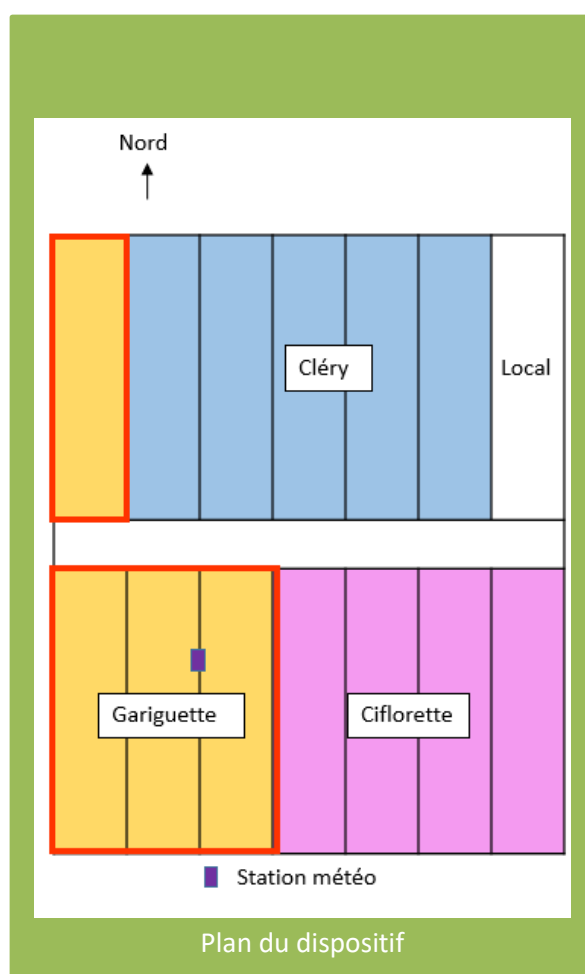 Nord
Cléry
Local
Gariguette
Ciflorette
Station météo
Plan du dispositif